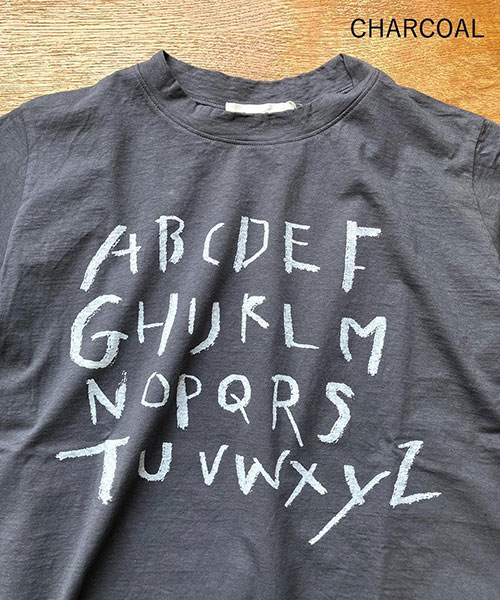 CHARCOAL
ABCDEF
GHIJKLM
NOPQRS
TUVWXYZ